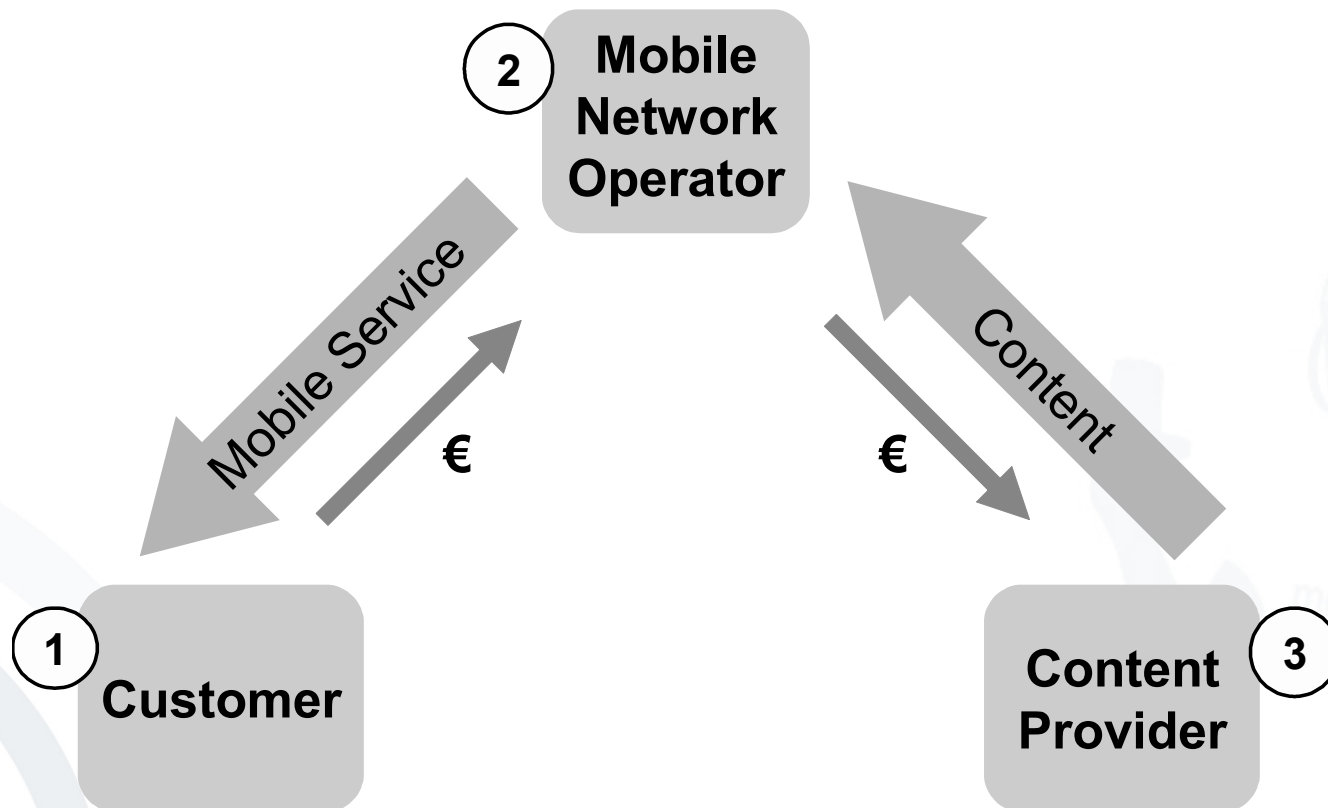 2
Mobile
Network
Operator
Mobile Service
€
€
Content
1
Customer
Content
Provider
3